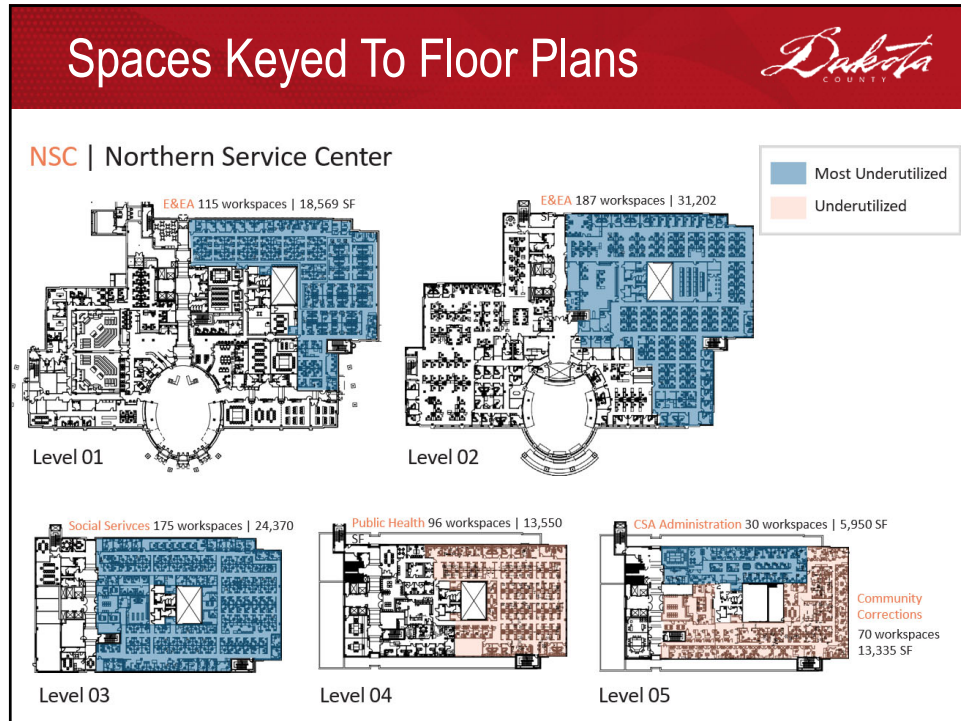 Spaces Keyed To Floor Plans
Dakota
COUNTY
NSC | Northern Service Center
Most Underutilized
Underutilized
E&EA 115 workspaces | 18,569 SF
E&EA 187 workspaces | 31,202
SF
Level 01
Level 02
Social Serivces 175 workspaces | 24,370
Public Health 96 workspaces | 13,550
SF
CSA Administration 30 workspaces | 5,950 SF
Community
Corrections
70 workspaces
13,335 SF
Level 03
Level 04
Level 05